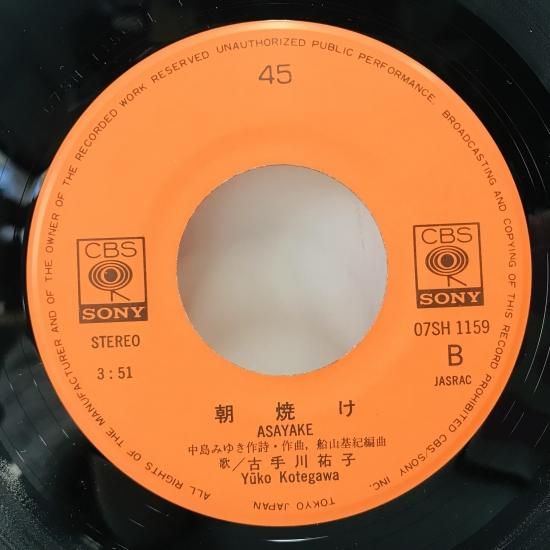 ALL RIGHTS OF THE MANUFACTURER AND OF THE OWNER OF THE RECORDED WORK RESERVED UNAUTHORIZED PUBLIC PERFORMANCE, BROADCASTING AND COPYING OF THIS RECORD PROHIBITED CBS/SONY INC. TOKYO JAPAN
45
CBS
SONY
STEREO
3:51
CBS
SONY
07SH 1159
B
JASRAC
朝焼け
ASAYAKE
中島みゆき作詩・作曲, 船山基紀編曲
歌/古手川祐子
Yūko Kotegawa